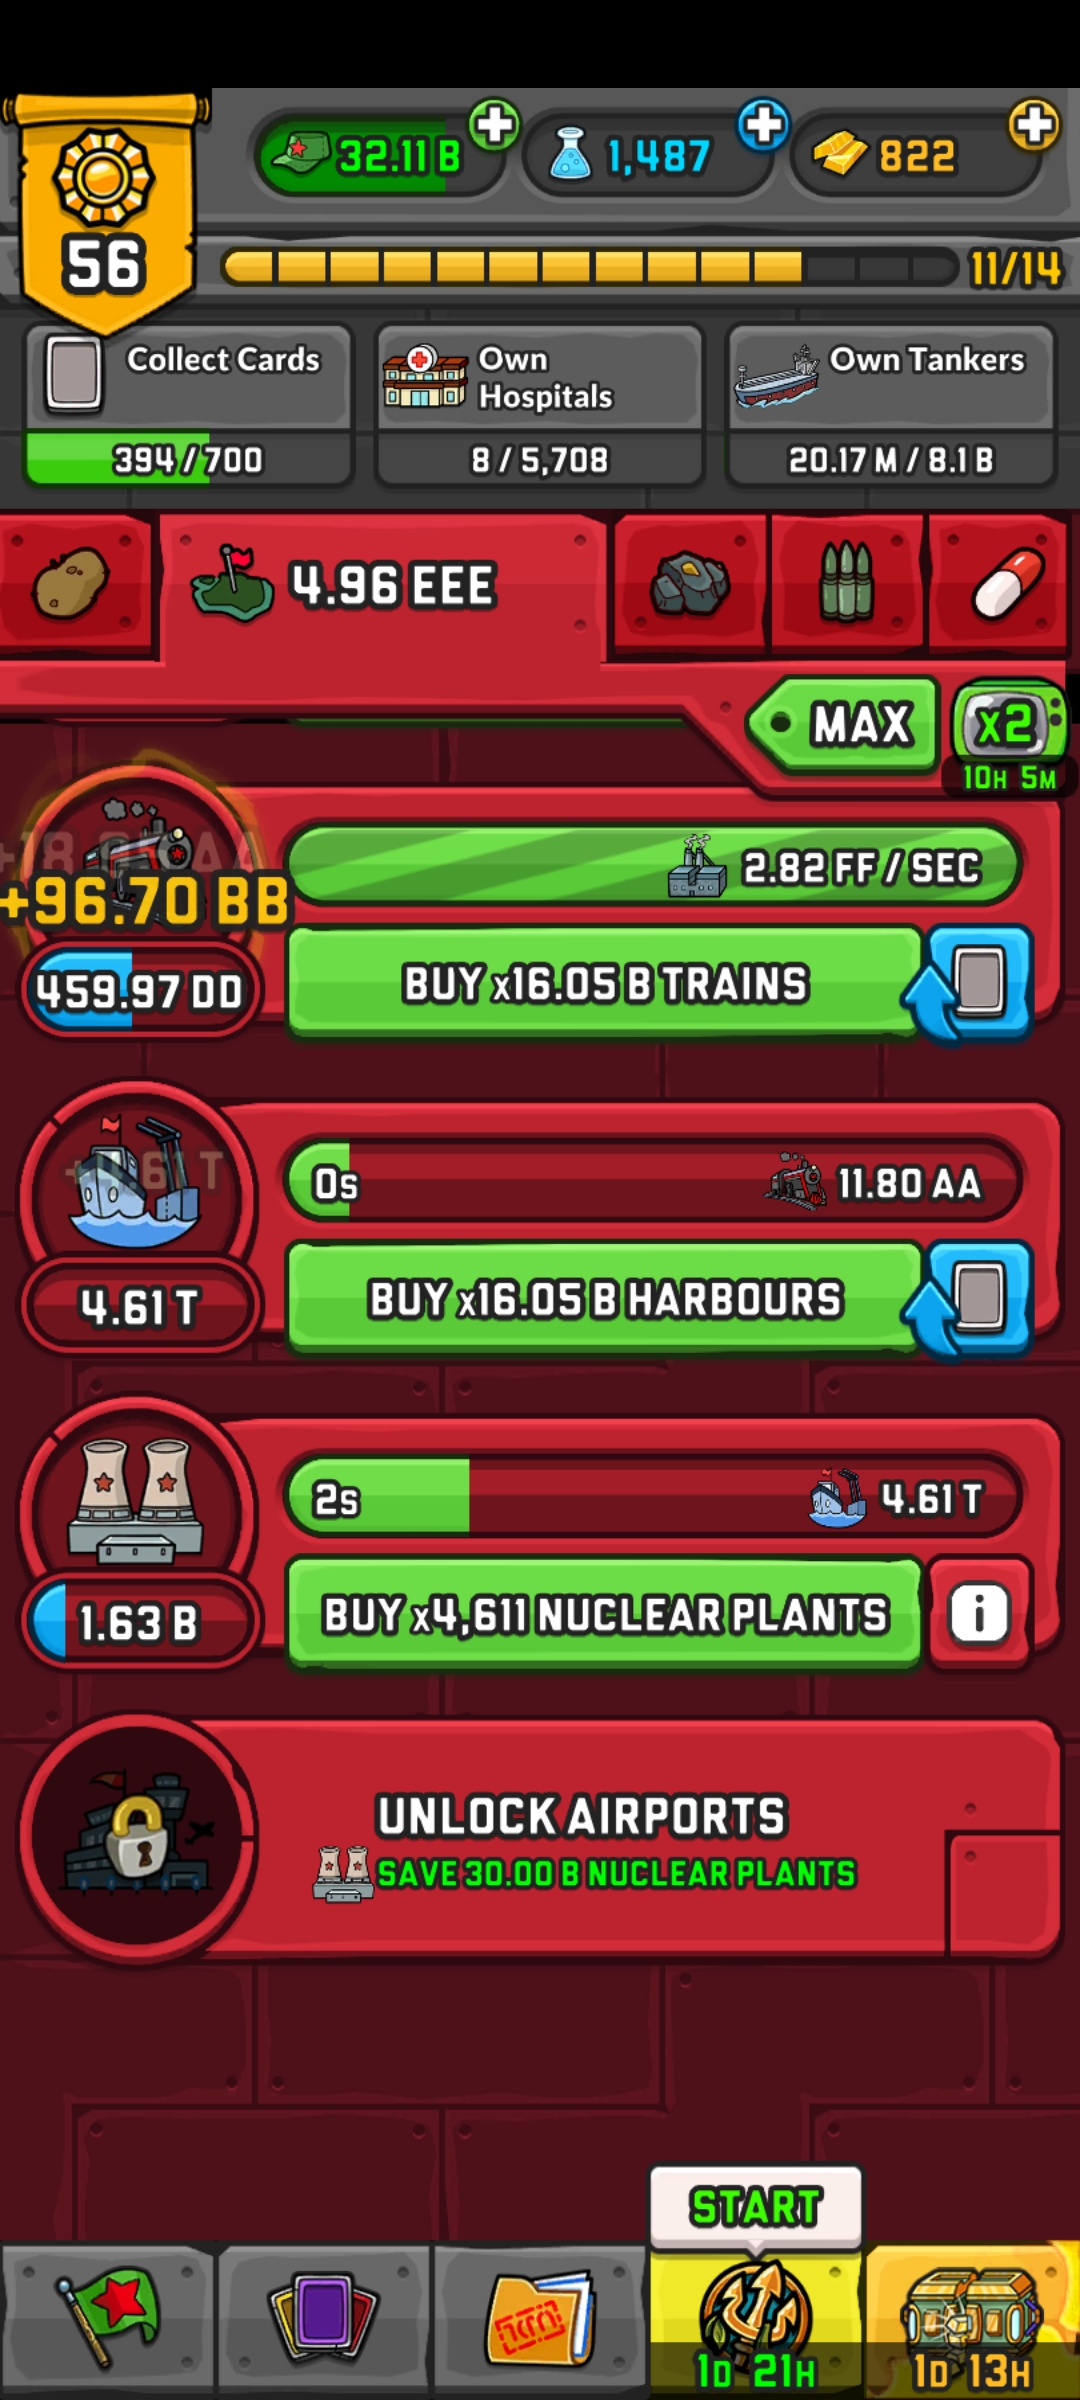 56
32.11 B
1,487
822
11/14
Collect Cards
394 / 700
Own
Hospitals
8 / 5,708
Own Tankers
20.17 M / 8.1 B
4.96 EEE
MAX
x2
10H 5M
2.82 FF / SEC
+96.70 BB
459.97 DD
BUY x16.05 B TRAINS
0s
11.80 AA
4.61 T
BUY x16.05 B HARBOURS
2s
4.61 T
1.63 B
BUY x4,611 NUCLEAR PLANTS
i
UNLOCK AIRPORTS
SAVE 30.00 B NUCLEAR PLANTS
START
1D 21H
1D 13H